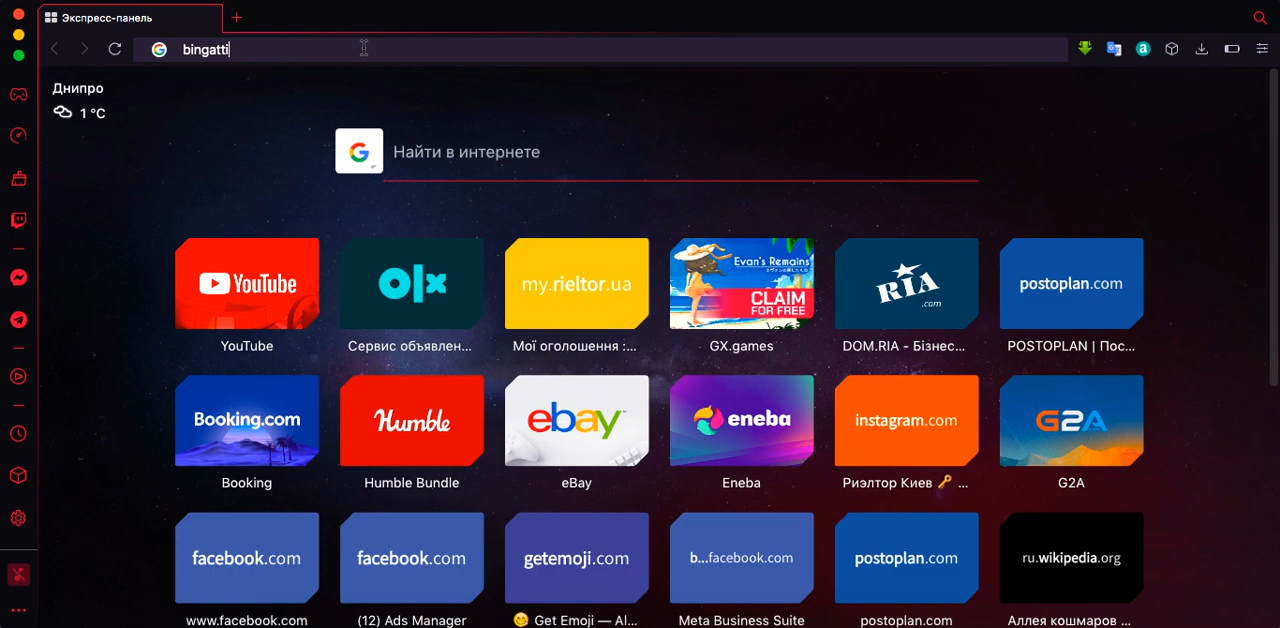 Экспресс-панель
bingatti
Днипро
1 °C
Найти в интернете
YouTube
olx
my.rieltor.ua
Evan's Remains
CLAIM
FOR FREE
RIA
.com
postoplan.com
YouTube
Сервис объявлен...
Мої оголошення :...
GX.games
DOM.RIA - Бізнес...
POSTOPLAN | Пос...
Booking.com
Humble
ebay
eneba
instagram.com
G2A
Booking
Humble Bundle
eBay
Eneba
Риэлтор Киев 🔑 ...
G2A
facebook.com
facebook.com
getemoji.com
b...facebook.com
postoplan.com
ru.wikipedia.org
www.facebook.com
(12) Ads Manager
😋 Get Emoji — Al...
Meta Business Suite
postoplan.com
Аллея кошмаров ...